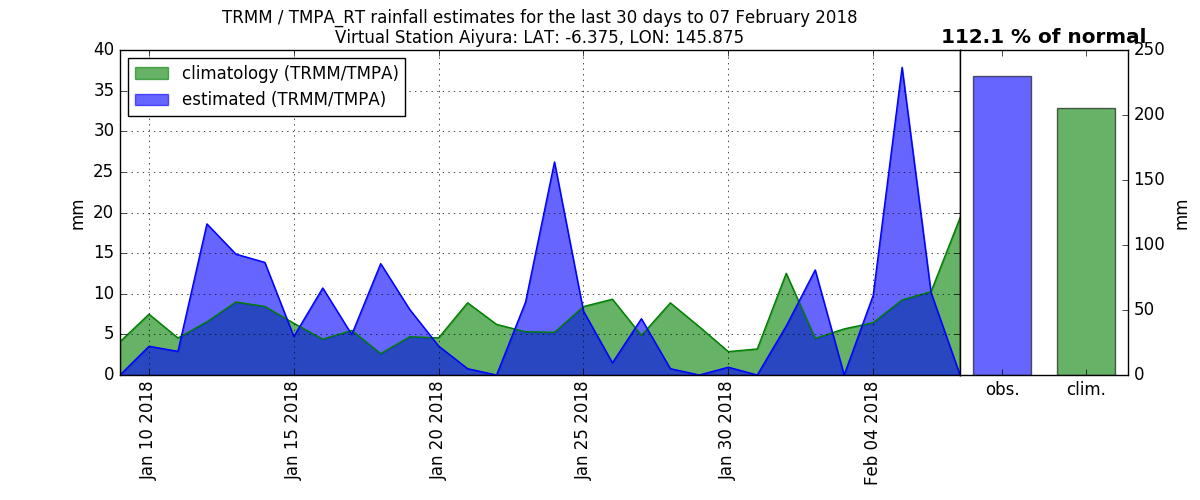 TRMM / TMPA_RT rainfall estimates for the last 30 days to 07 February 2018
Virtual Station Aiyura: LAT: -6.375, LON: 145.875
112.1 % of normal
climatology (TRMM/TMPA)
estimated (TRMM/TMPA)
40
35
30
25
20
15
10
5
0
mm
Jan 10 2018
Jan 15 2018
Jan 20 2018
Jan 25 2018
Jan 30 2018
Feb 04 2018
obs.
clim.
250
200
150
100
50
0
mm